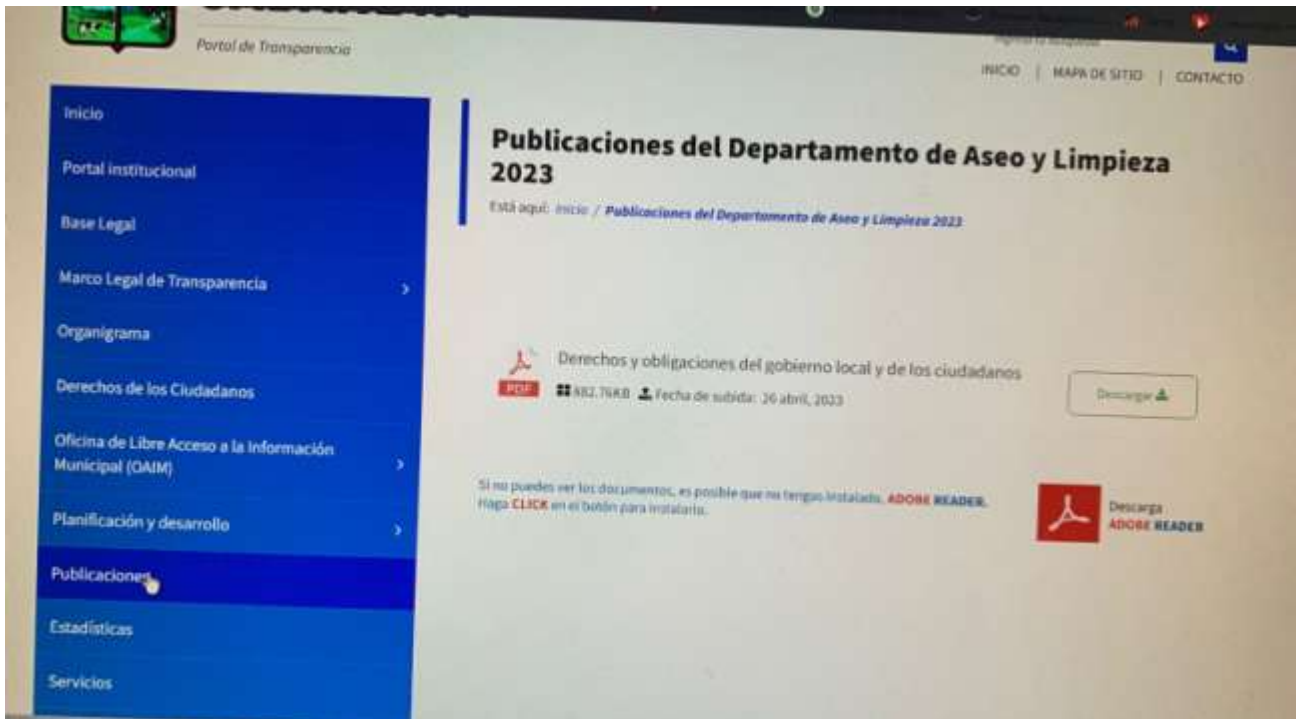 Portal de Transparencia
INICIO | MAPA DE SITIO | CONTACTO
Inicio
Portal institucional
Base Legal
Marco Legal de Transparencia
Organigrama
Derechos de los Ciudadanos
Oficina de Libre Acceso a la Información
Municipal (OAIM)
Planificación y desarrollo
Publicaciones
Estadísticas
Servicios
Publicaciones del Departamento de Aseo y Limpieza
2023
Está aquí: Inicio / Publicaciones del Departamento de Aseo y Limpieza 2023
Derechos y obligaciones del gobierno local y de los ciudadanos
PDF
882.76KB Fecha de subida: 26 abril, 2023
Descargar
Si no puedes ver los documentos, es posible que no tengas instalado. ADOBE READER.
Haga CLICK en el botón para instalarlo.
Descarga
ADOBE READER